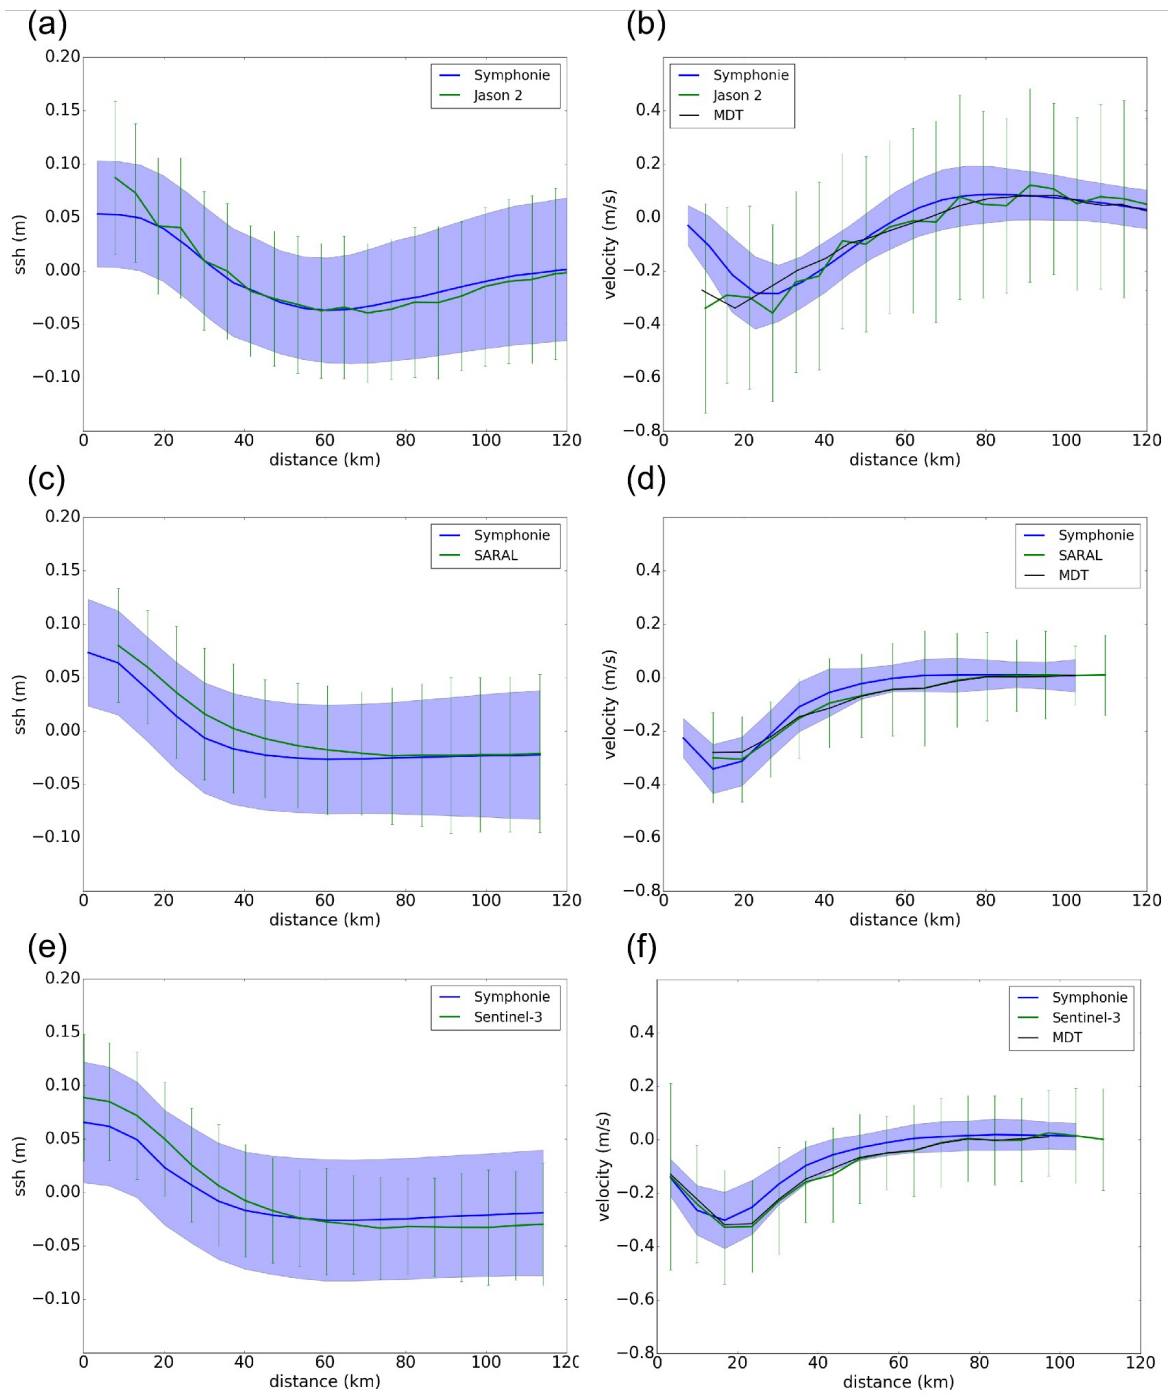 (a)
(b)
0.20
0.15
0.10
0.05
0.00
−0.05
−0.10
ssh (m)
Symphonie
Jason 2
0 20 40 60 80 100 120
distance (km)
0.4
0.2
0.0
−0.2
−0.4
−0.6
−0.8
velocity (m/s)
Symphonie
Jason 2
MDT
0 20 40 60 80 100 120
distance (km)
(c)
(d)
0.20
0.15
0.10
0.05
0.00
−0.05
−0.10
ssh (m)
Symphonie
SARAL
0 20 40 60 80 100 120
distance (km)
0.4
0.2
0.0
−0.2
−0.4
−0.6
−0.8
velocity (m/s)
Symphonie
SARAL
MDT
0 20 40 60 80 100 120
distance (km)
(e)
(f)
0.20
0.15
0.10
0.05
0.00
−0.05
−0.10
ssh (m)
Symphonie
Sentinel-3
0 20 40 60 80 100
distance (km)
0.4
0.2
0.0
−0.2
−0.4
−0.6
−0.8
velocity (m/s)
Symphonie
Sentinel-3
MDT
0 20 40 60 80 100 120
distance (km)